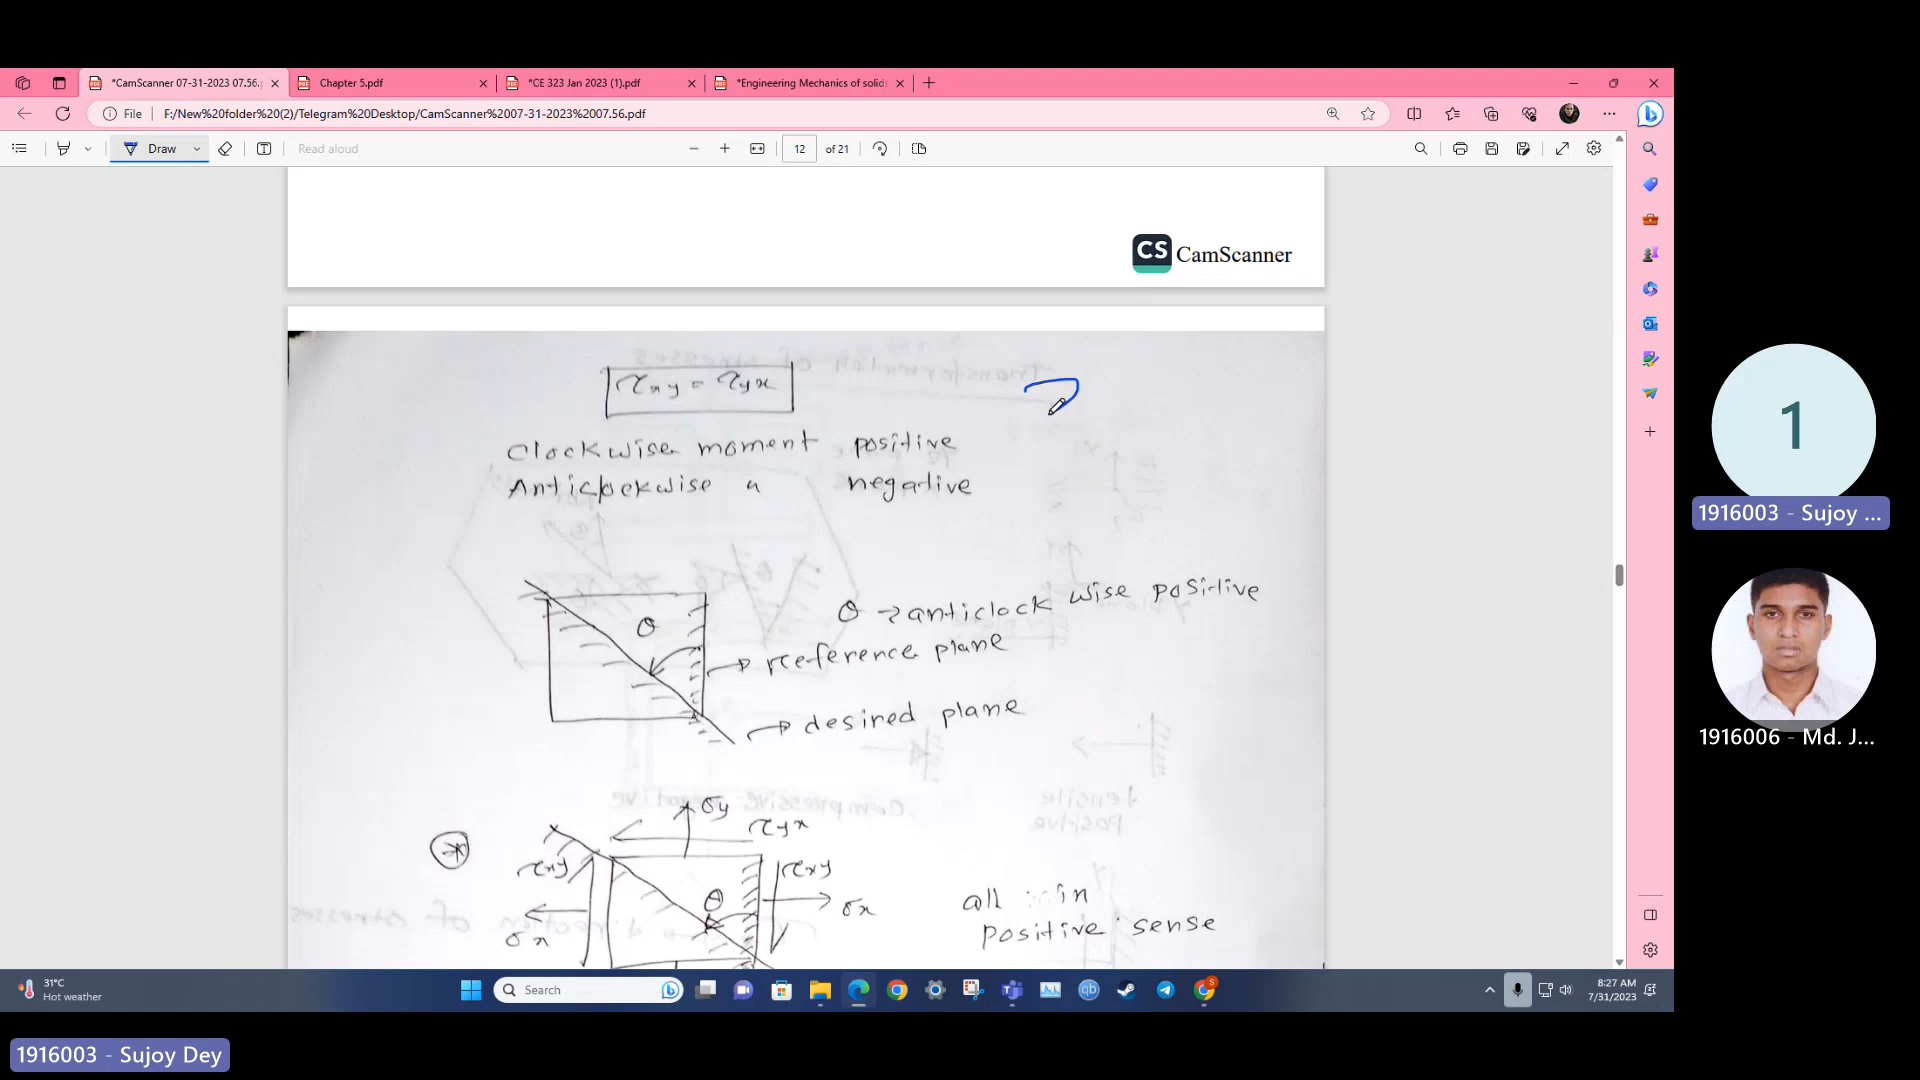 *CamScanner 07-31-2023 07.56.p
Chapter 5.pdf
*CE 323 Jan 2023 (1).pdf
*Engineering Mechanics of solids
File
F:/New%20folder%20(2)/Telegram%20Desktop/CamScanner%2007-31-2023%2007.56.pdf
Draw
Read aloud
12 of 21
CS CamScanner
τxy = τyx
Clockwise moment positive
Anticlockwise " negative
θ
θ → anticlockwise positive
→ reference plane
→ desired plane
σy
τyx
τxy
τxy
θ
σx
σx
all in
positive sense
1
1916003 - Sujoy ...
1916006 - Md. J...
31°C
Hot weather
Search
8:27 AM
7/31/2023
1916003 - Sujoy Dey